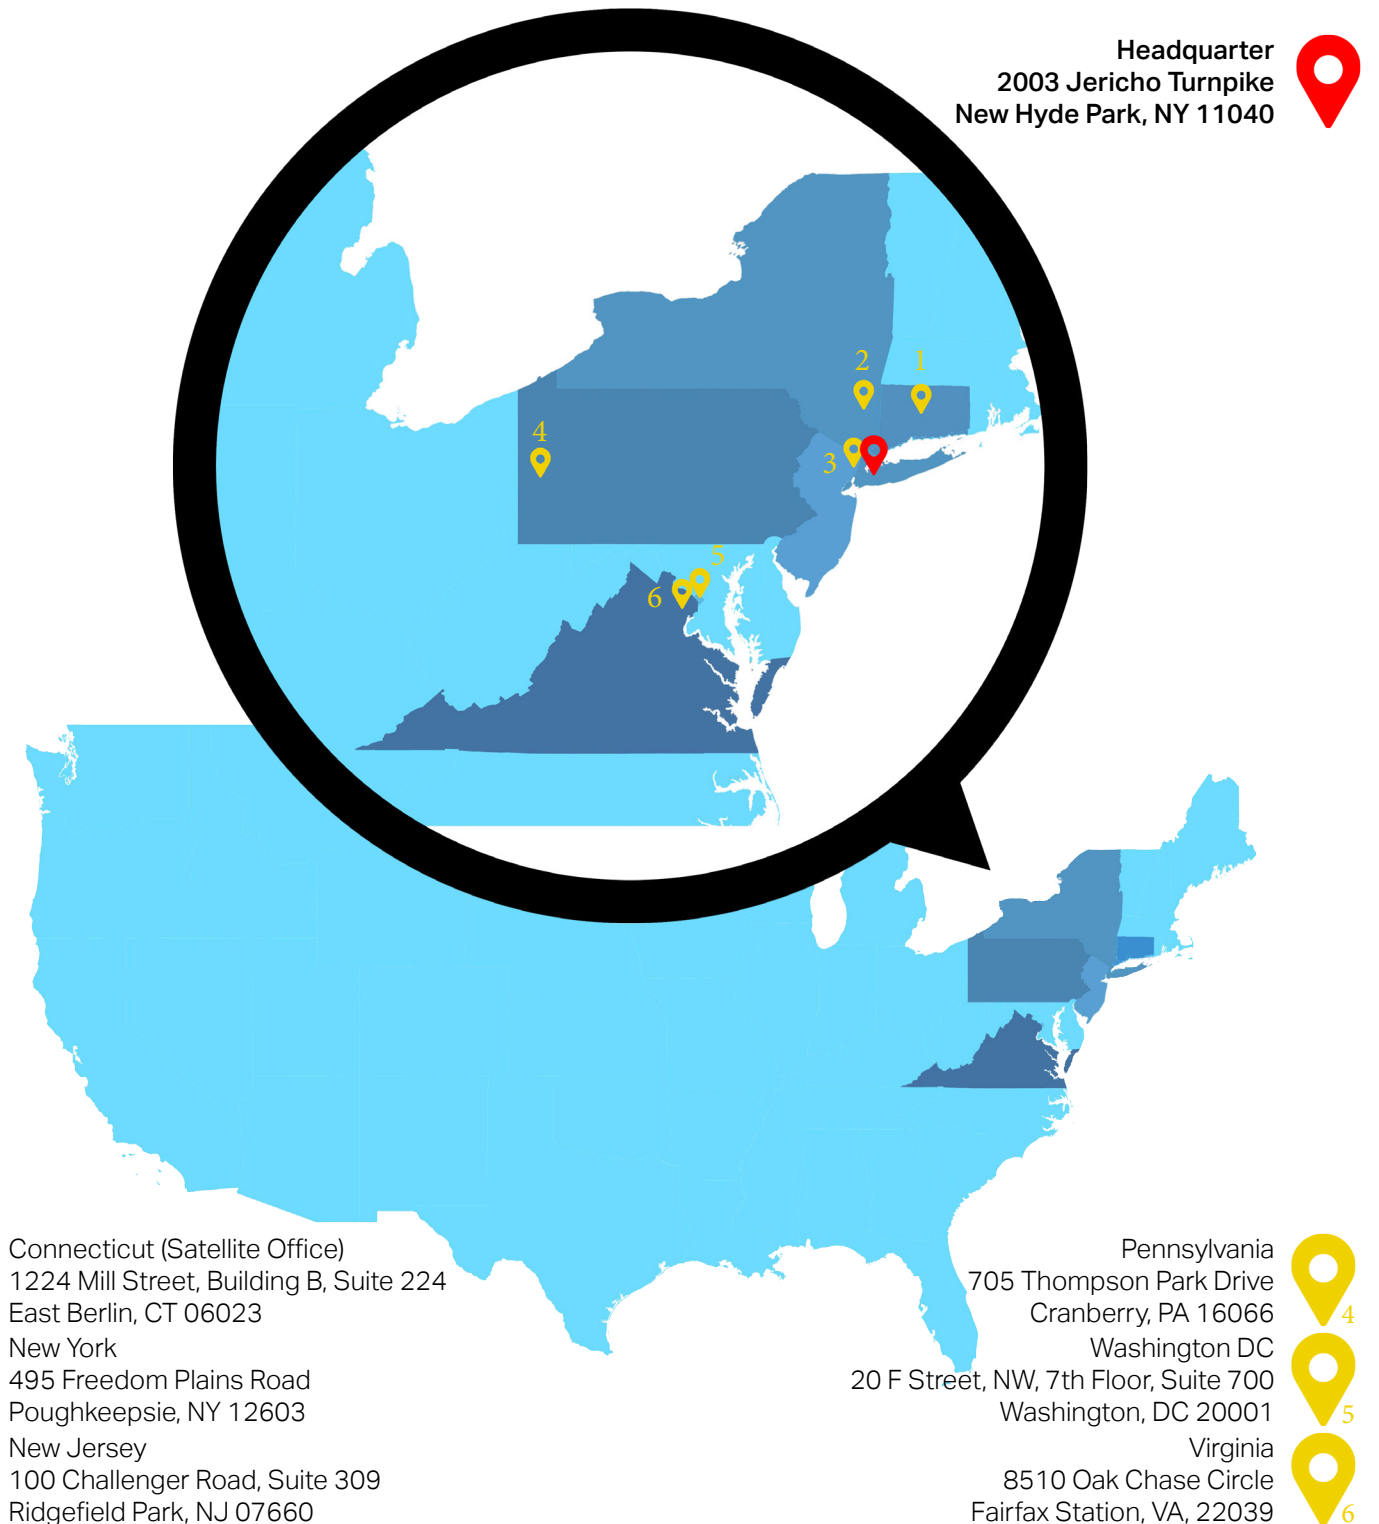 Headquarter
2003 Jericho Turnpike
New Hyde Park, NY 11040
2
1
4
3
5
6
Connecticut (Satellite Office)
1224 Mill Street, Building B, Suite 224
East Berlin, CT 06023
New York
495 Freedom Plains Road
Poughkeepsie, NY 12603
New Jersey
100 Challenger Road, Suite 309
Ridgefield Park, NJ 07660
Pennsylvania
705 Thompson Park Drive
Cranberry, PA 16066
4
Washington DC
20 F Street, NW, 7th Floor, Suite 700
Washington, DC 20001
5
Virginia
8510 Oak Chase Circle
Fairfax Station, VA, 22039
6